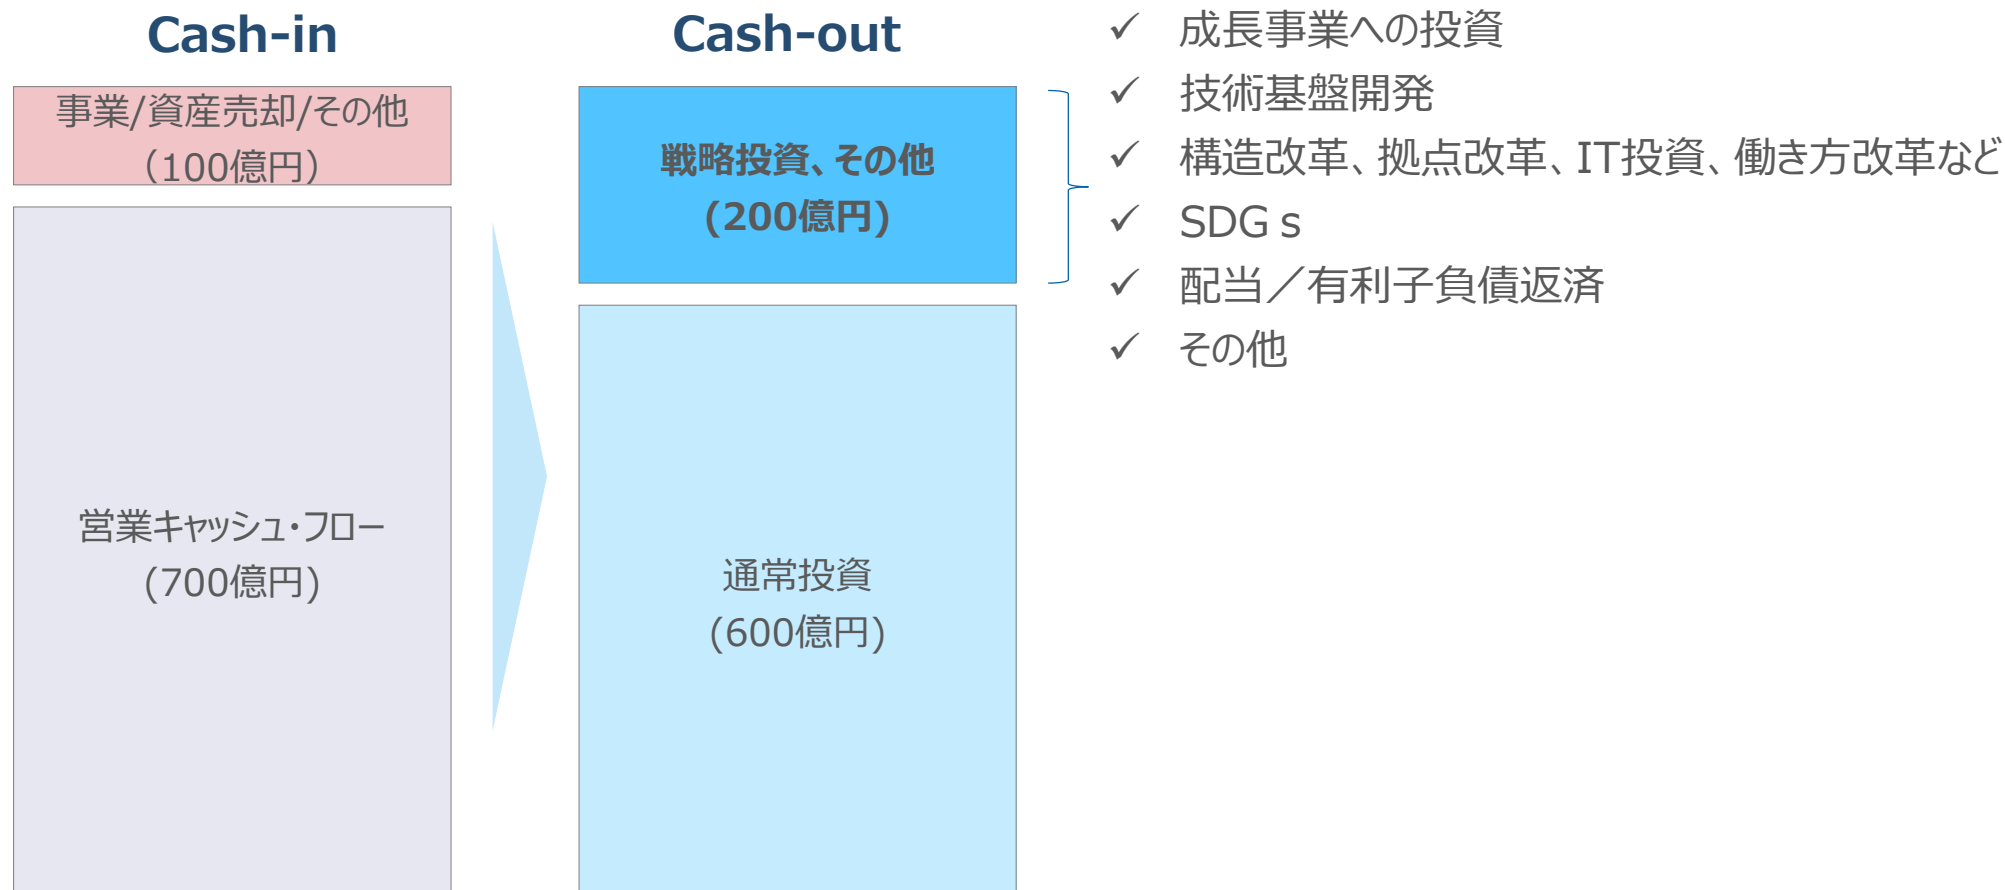 Cash-in
事業/資産売却/その他
(100億円)
営業キャッシュ・フロー
(700億円)
Cash-out
戦略投資、その他
(200億円)
通常投資
(600億円)
✓ 成長事業への投資
✓ 技術基盤開発
✓ 構造改革、拠点改革、IT投資、働き方改革など
✓ SDGs
✓ 配当／有利子負債返済
✓ その他